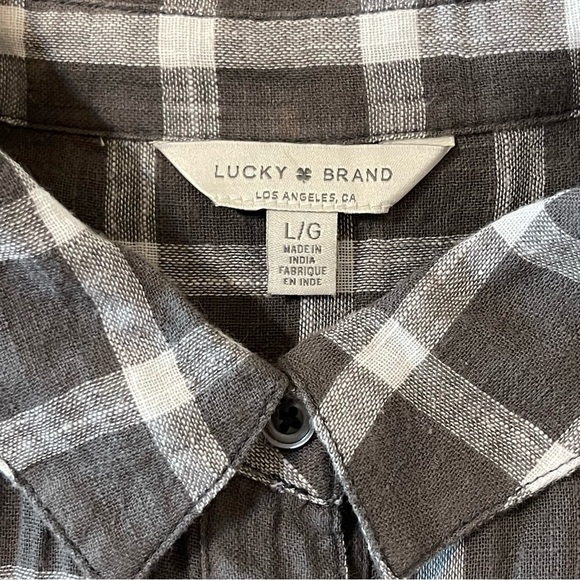 LUCKY BRAND
LOS ANGELES, CA
L/G
MADE IN
INDIA
FABRIQUE
EN INDE